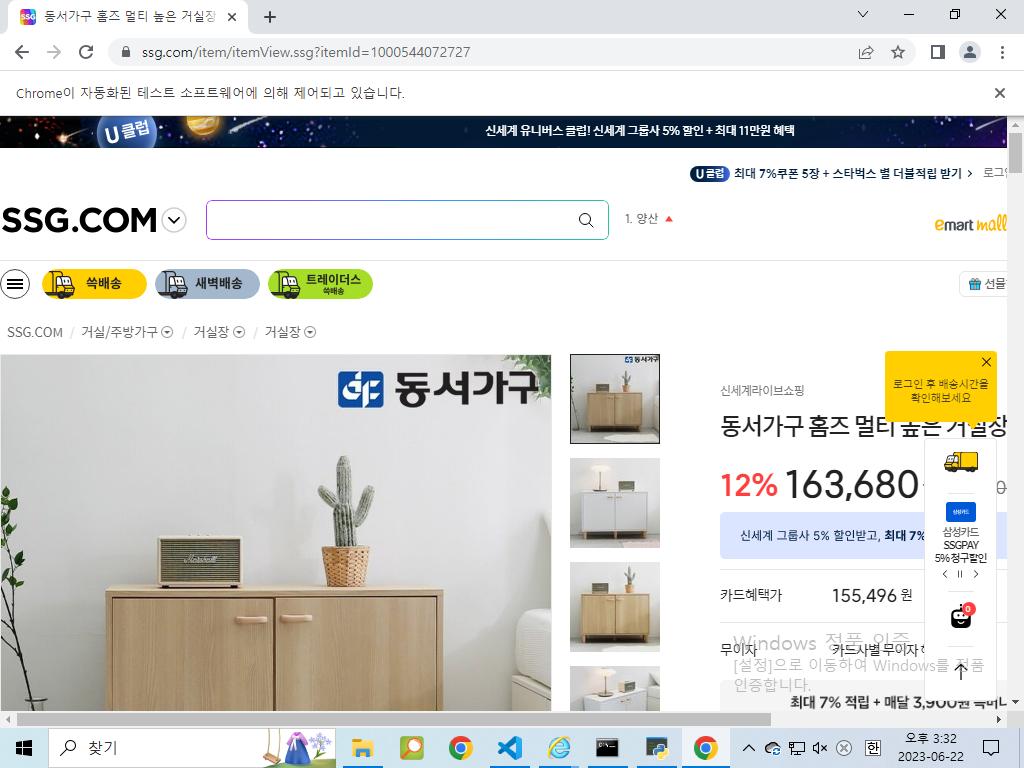 동서가구 홈즈 멀티 높은 거실장
ssg.com/item/itemView.ssg?itemId=1000544072727
Chrome이 자동화된 테스트 소프트웨어에 의해 제어되고 있습니다.
U 클럽
신세계 유니버스 클럽! 신세계 그룹사 5% 할인 + 최대 11만원 혜택
U 클럽 최대 7%쿠폰 5장 + 스타벅스 별 더블적립 받기 >
SSG.COM
1. 양산
emart mall
쓱배송
새벽배송
트레이더스
쓱배송
선물
SSG.COM / 거실/주방가구 / 거실장 / 거실장
동서가구
Marshall
신세계라이브쇼핑
동서가구 홈즈 멀티 높은 거실장
12% 163,680
신세계 그룹사 5% 할인받고, 최대 7%
카드혜택가 155,496 원
무이자 카드사별 무이자
최대 7% 적립 + 매달 3,900원
로그인 후 배송시간을
확인해보세요
삼성카드
삼성카드
SSGPAY
5% 청구할인
0
Windows 정품 인증
[설정]으로 이동하여 Windows를 정품
인증합니다.
찾기
오후 3:32
2023-06-22
한